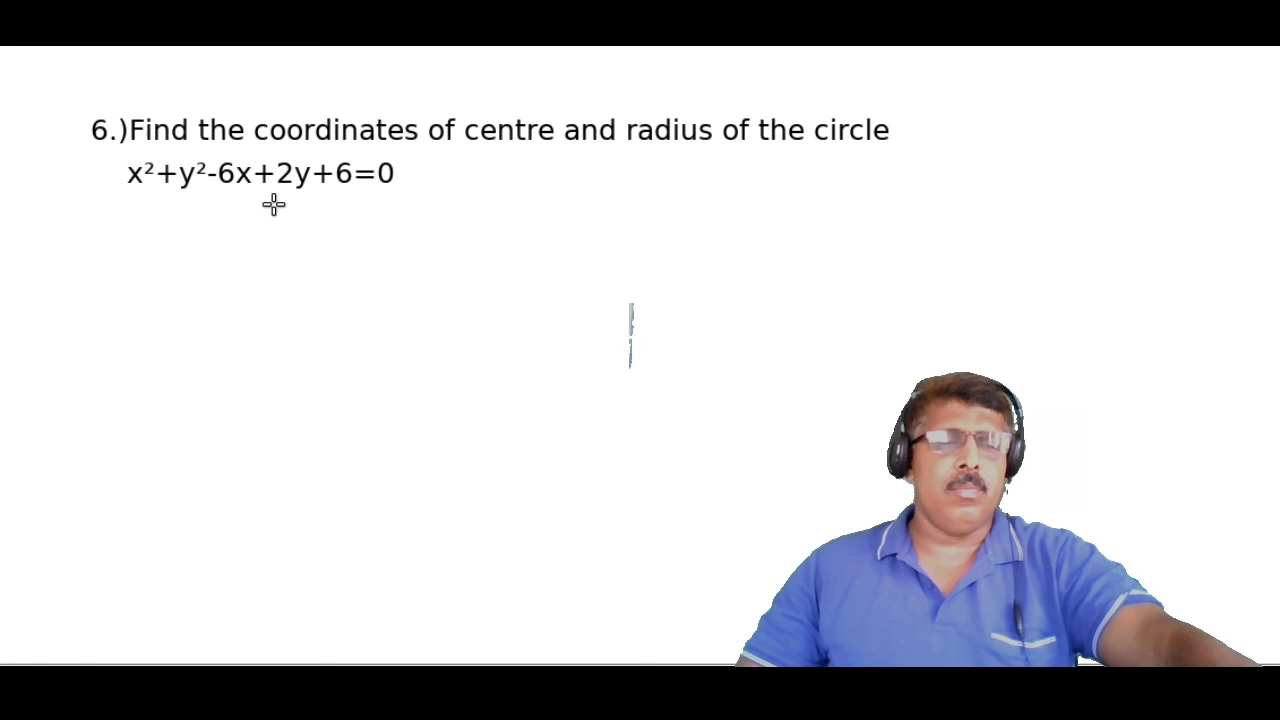 6.)Find the coordinates of centre and radius of the circle
x²+y²-6x+2y+6=0